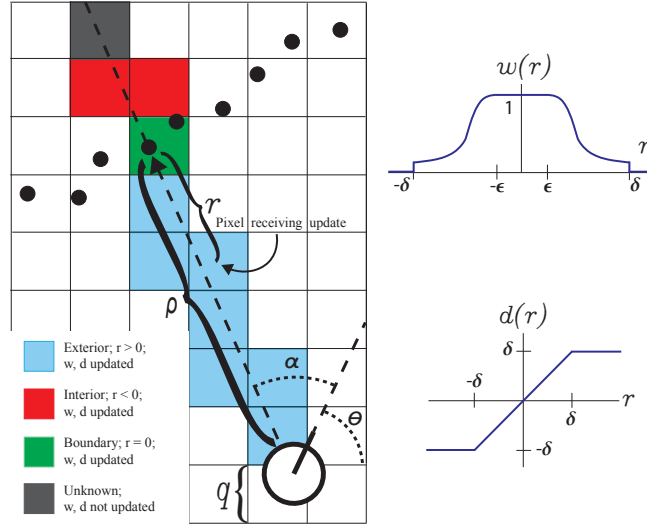 w(r)
1
r
-δ
-ϵ
ϵ
δ
r
Pixel receiving update
ρ
α
θ
q
Exterior; r > 0;
w, d updated
Interior; r < 0;
w, d updated
Boundary; r = 0;
w, d updated
Unknown;
w, d not updated
d(r)
δ
-δ
δ
r
-δ